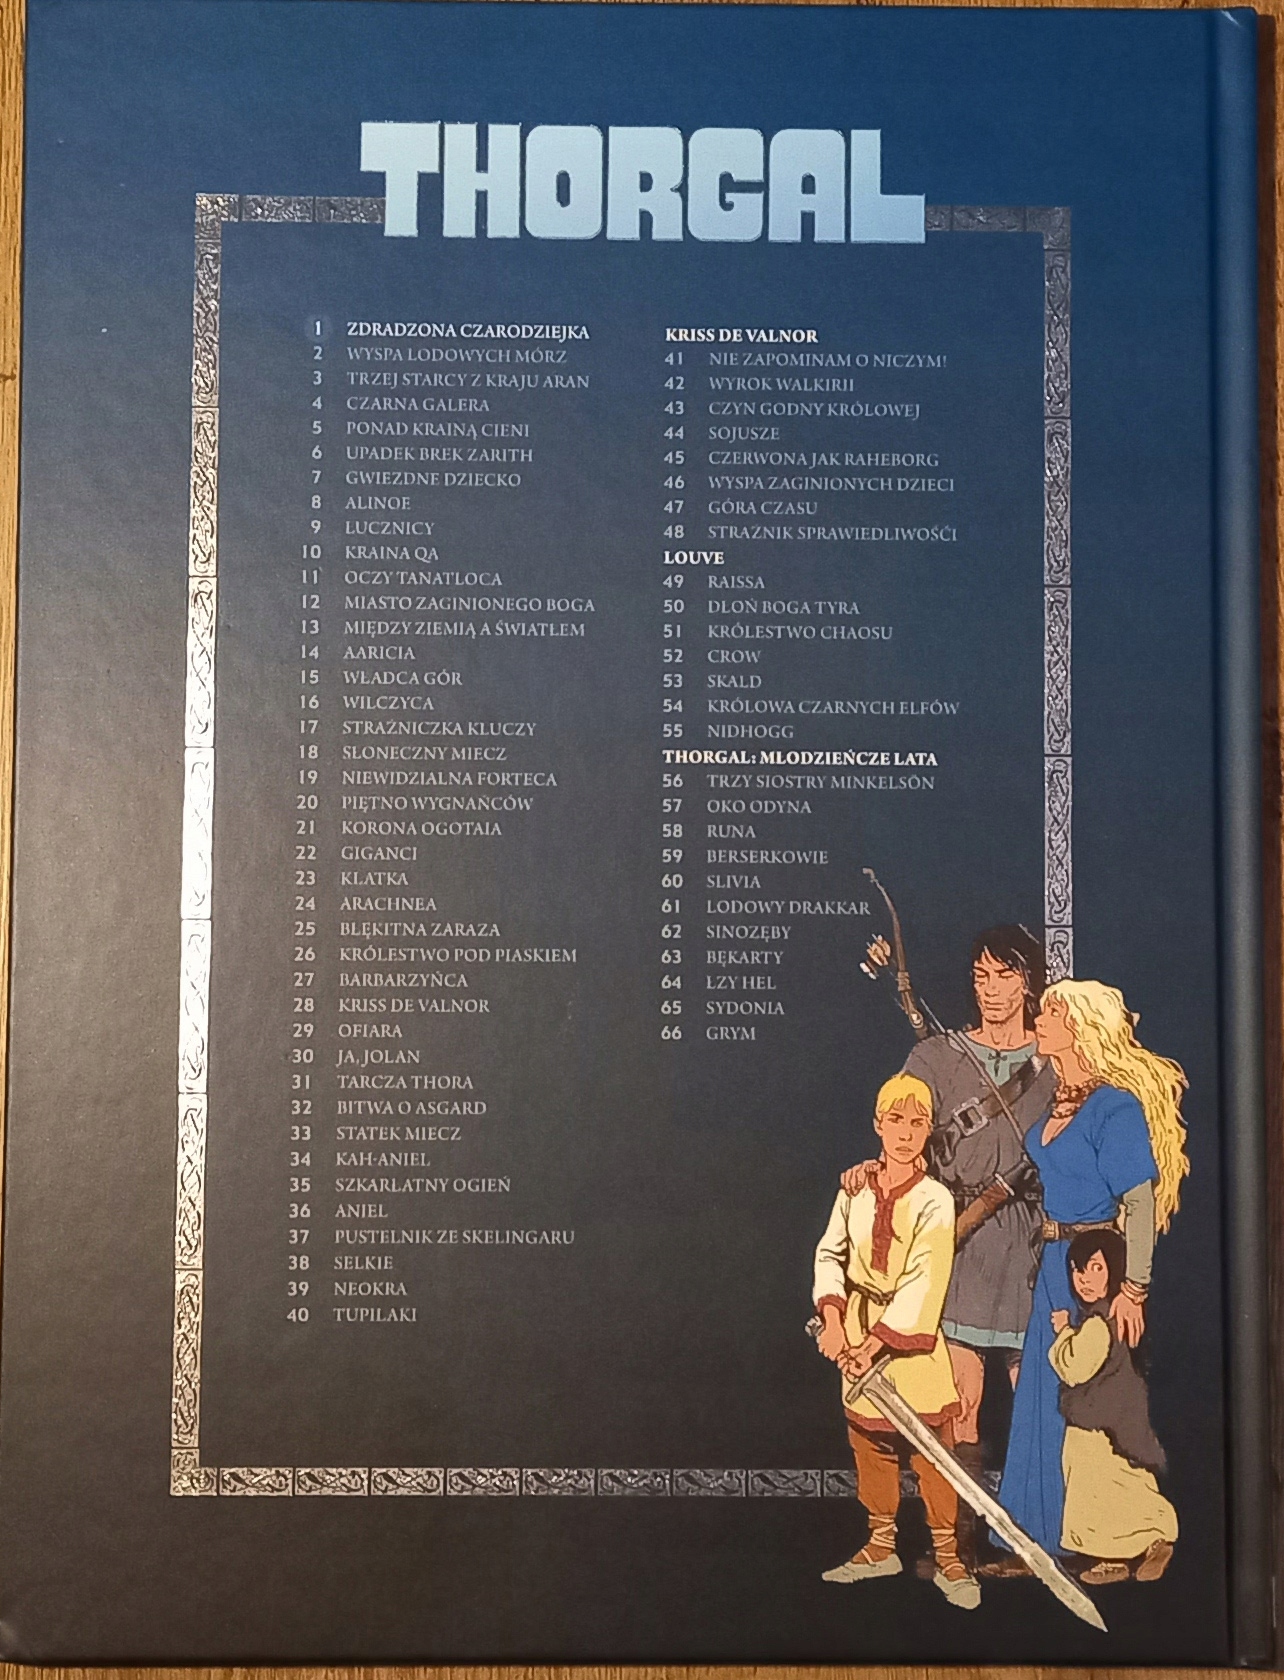 THORGAL
1 ZDRADZONA CZARODZIEJKA
2 WYSPA LODOWYCH MÓRZ
3 TRZEJ STARCY Z KRAJU ARAN
4 CZARNA GALERA
5 PONAD KRAINĄ CIENI
6 UPADEK BREK ZARITH
7 GWIEZDNE DZIECKO
8 ALINOE
9 ŁUCZNICY
10 KRAINA QA
11 OCZY TANATLOCA
12 MIASTO ZAGINIONEGO BOGA
13 MIĘDZY ZIEMIĄ A ŚWIATŁEM
14 AARICIA
15 WŁADCA GÓR
16 WILCZYCA
17 STRAŻNICZKA KLUCZY
18 SŁONECZNY MIECZ
19 NIEWIDZIALNA FORTECA
20 PIĘTNO WYGNAŃCÓW
21 KORONA OGOTAIA
22 GIGANCI
23 KLATKA
24 ARACHNEA
25 BŁĘKITNA ZARAZA
26 KRÓLESTWO POD PIASKIEM
27 BARBARZYŃCA
28 KRISS DE VALNOR
29 OFIARA
30 JA, JOLAN
31 TARCZA THORA
32 BITWA O ASGARD
33 STATEK MIECZ
34 KAH-ANIEL
35 SZKARŁATNY OGIEŃ
36 ANIEL
37 PUSTELNIK ZE SKELINGARU
38 SELKIE
39 NEOKRA
40 TUPILAKI
KRISS DE VALNOR
41 NIE ZAPOMINAM O NICZYM!
42 WYROK WALKIRII
43 CZYN GODNY KRÓLOWEJ
44 SOJUSZE
45 CZERWONA JAK RAHEBORG
46 WYSPA ZAGINIONYCH DZIECI
47 GÓRA CZASU
48 STRAŻNIK SPRAWIEDLIWOŚĆI
LOUVE
49 RAISSA
50 DŁOŃ BOGA TYRA
51 KRÓLESTWO CHAOSU
52 CROW
53 SKALD
54 KRÓLOWA CZARNYCH ELFÓW
55 NIDHOGG
THORGAL: MŁODZIEŃCZE LATA
56 TRZY SIOSTRY MINKELSÖN
57 OKO ODYNA
58 RUNA
59 BERSERKOWIE
60 SLIVIA
61 LODOWY DRAKKAR
62 SINOZĘBY
63 BĘKARTY
64 ŁZY HEL
65 SYDONIA
66 GRYM